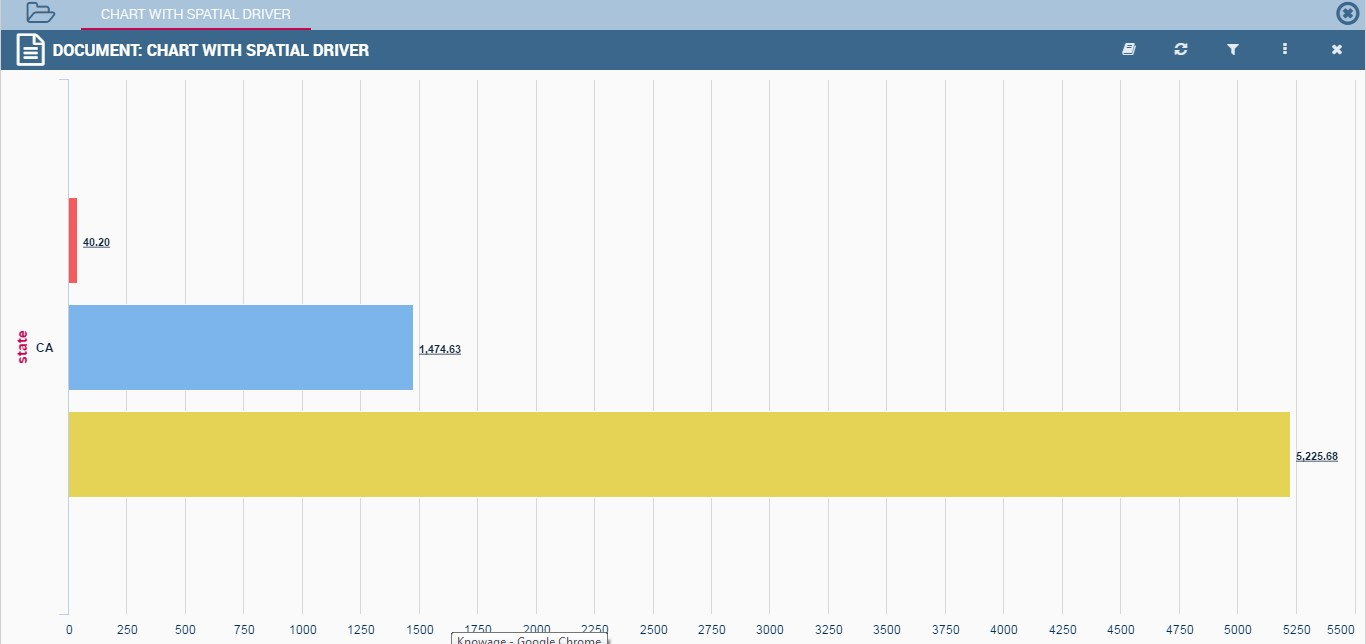 CHART WITH SPATIAL DRIVER
DOCUMENT: CHART WITH SPATIAL DRIVER
40.20
state
CA
1,474.63
5,225.68
0 250 500 750 1000 1250 1500 1750 2000 2250 2500 2750 3000 3250 3500 3750 4000 4250 4500 4750 5000 5250 5500
Knowage - Google Chrome